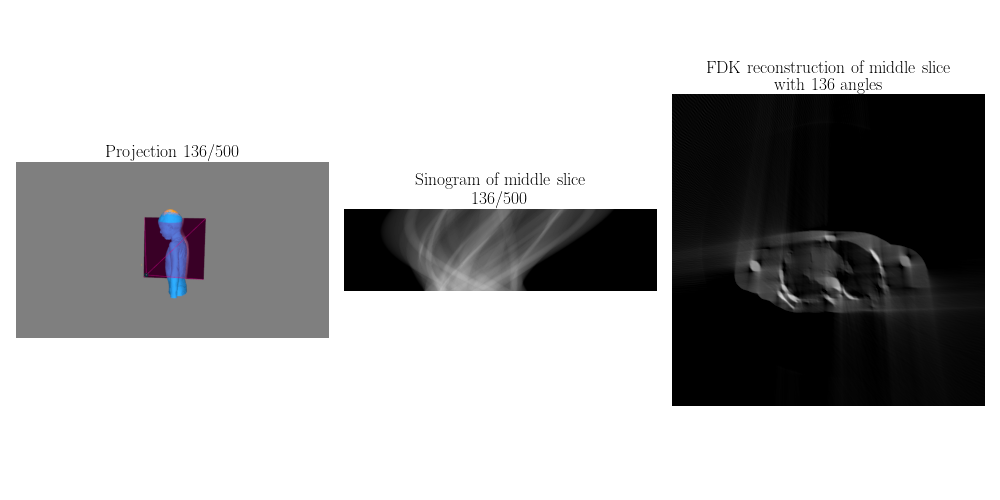 Projection 136/500
Sinogram of middle slice
136/500
FDK reconstruction of middle slice
with 136 angles